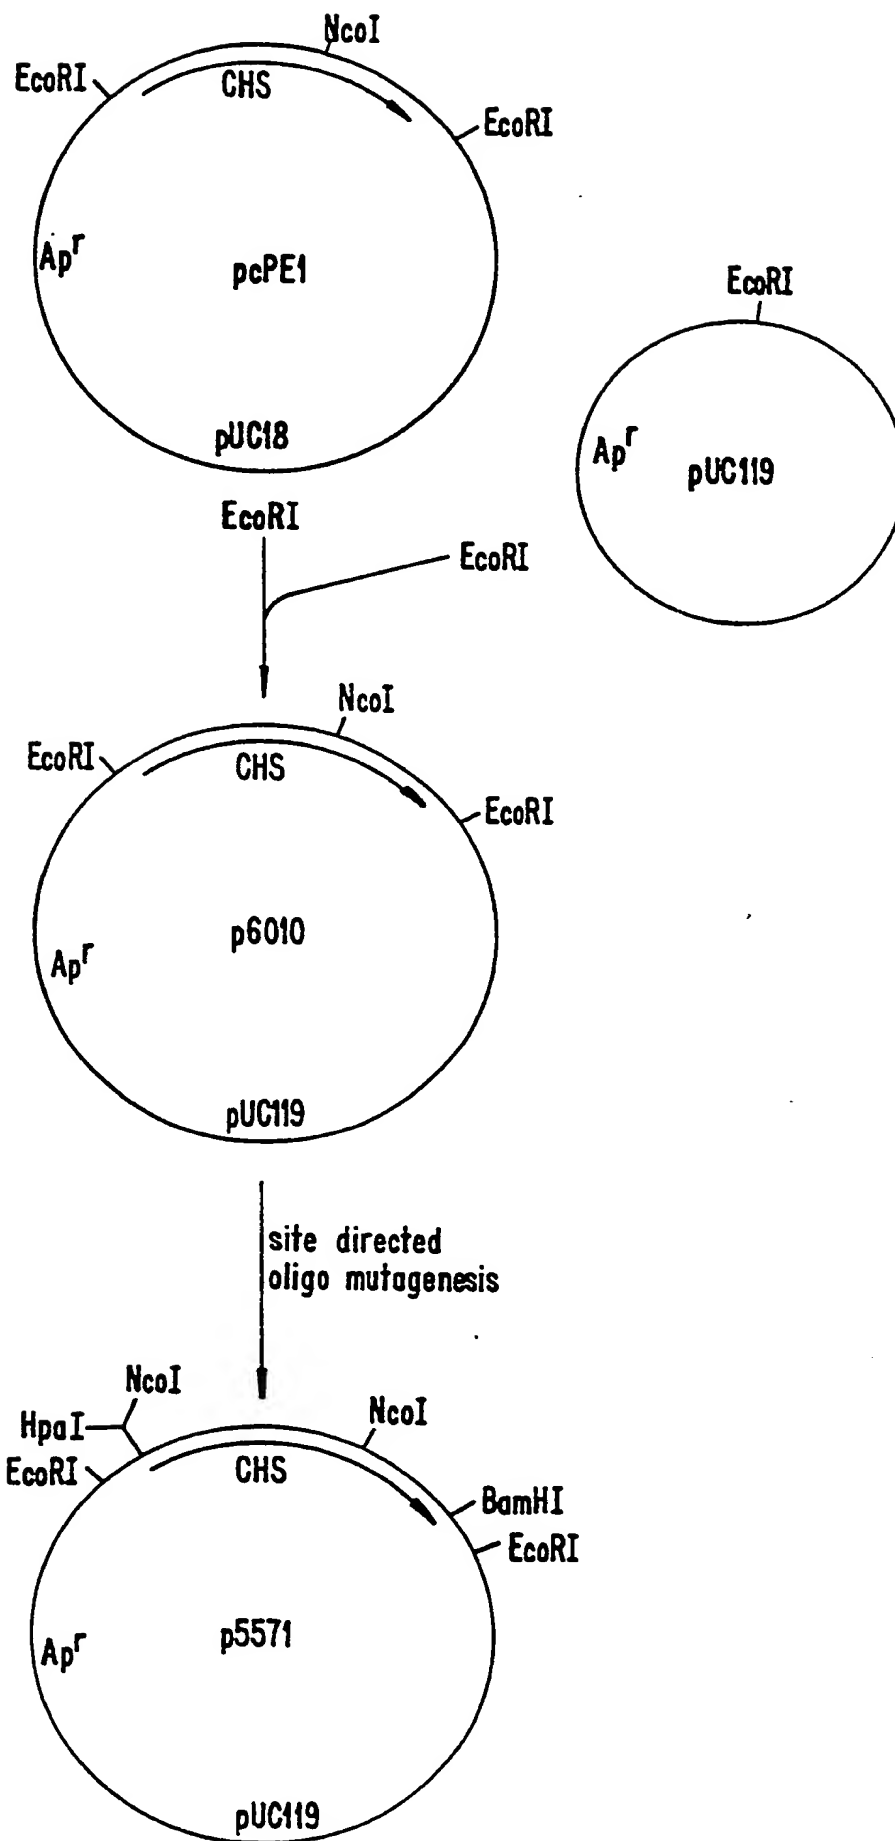 NcoI
EcoRI
CHS
EcoRI
Apr
pcPE1
pUC18
EcoRI
Apr
pUC119
EcoRI
EcoRI
NcoI
EcoRI
CHS
EcoRI
p6010
Apr
pUC119
site directed
oligo mutagenesis
NcoI
HpaI
NcoI
EcoRI
CHS
BamHI
EcoRI
p5571
Apr
pUC119